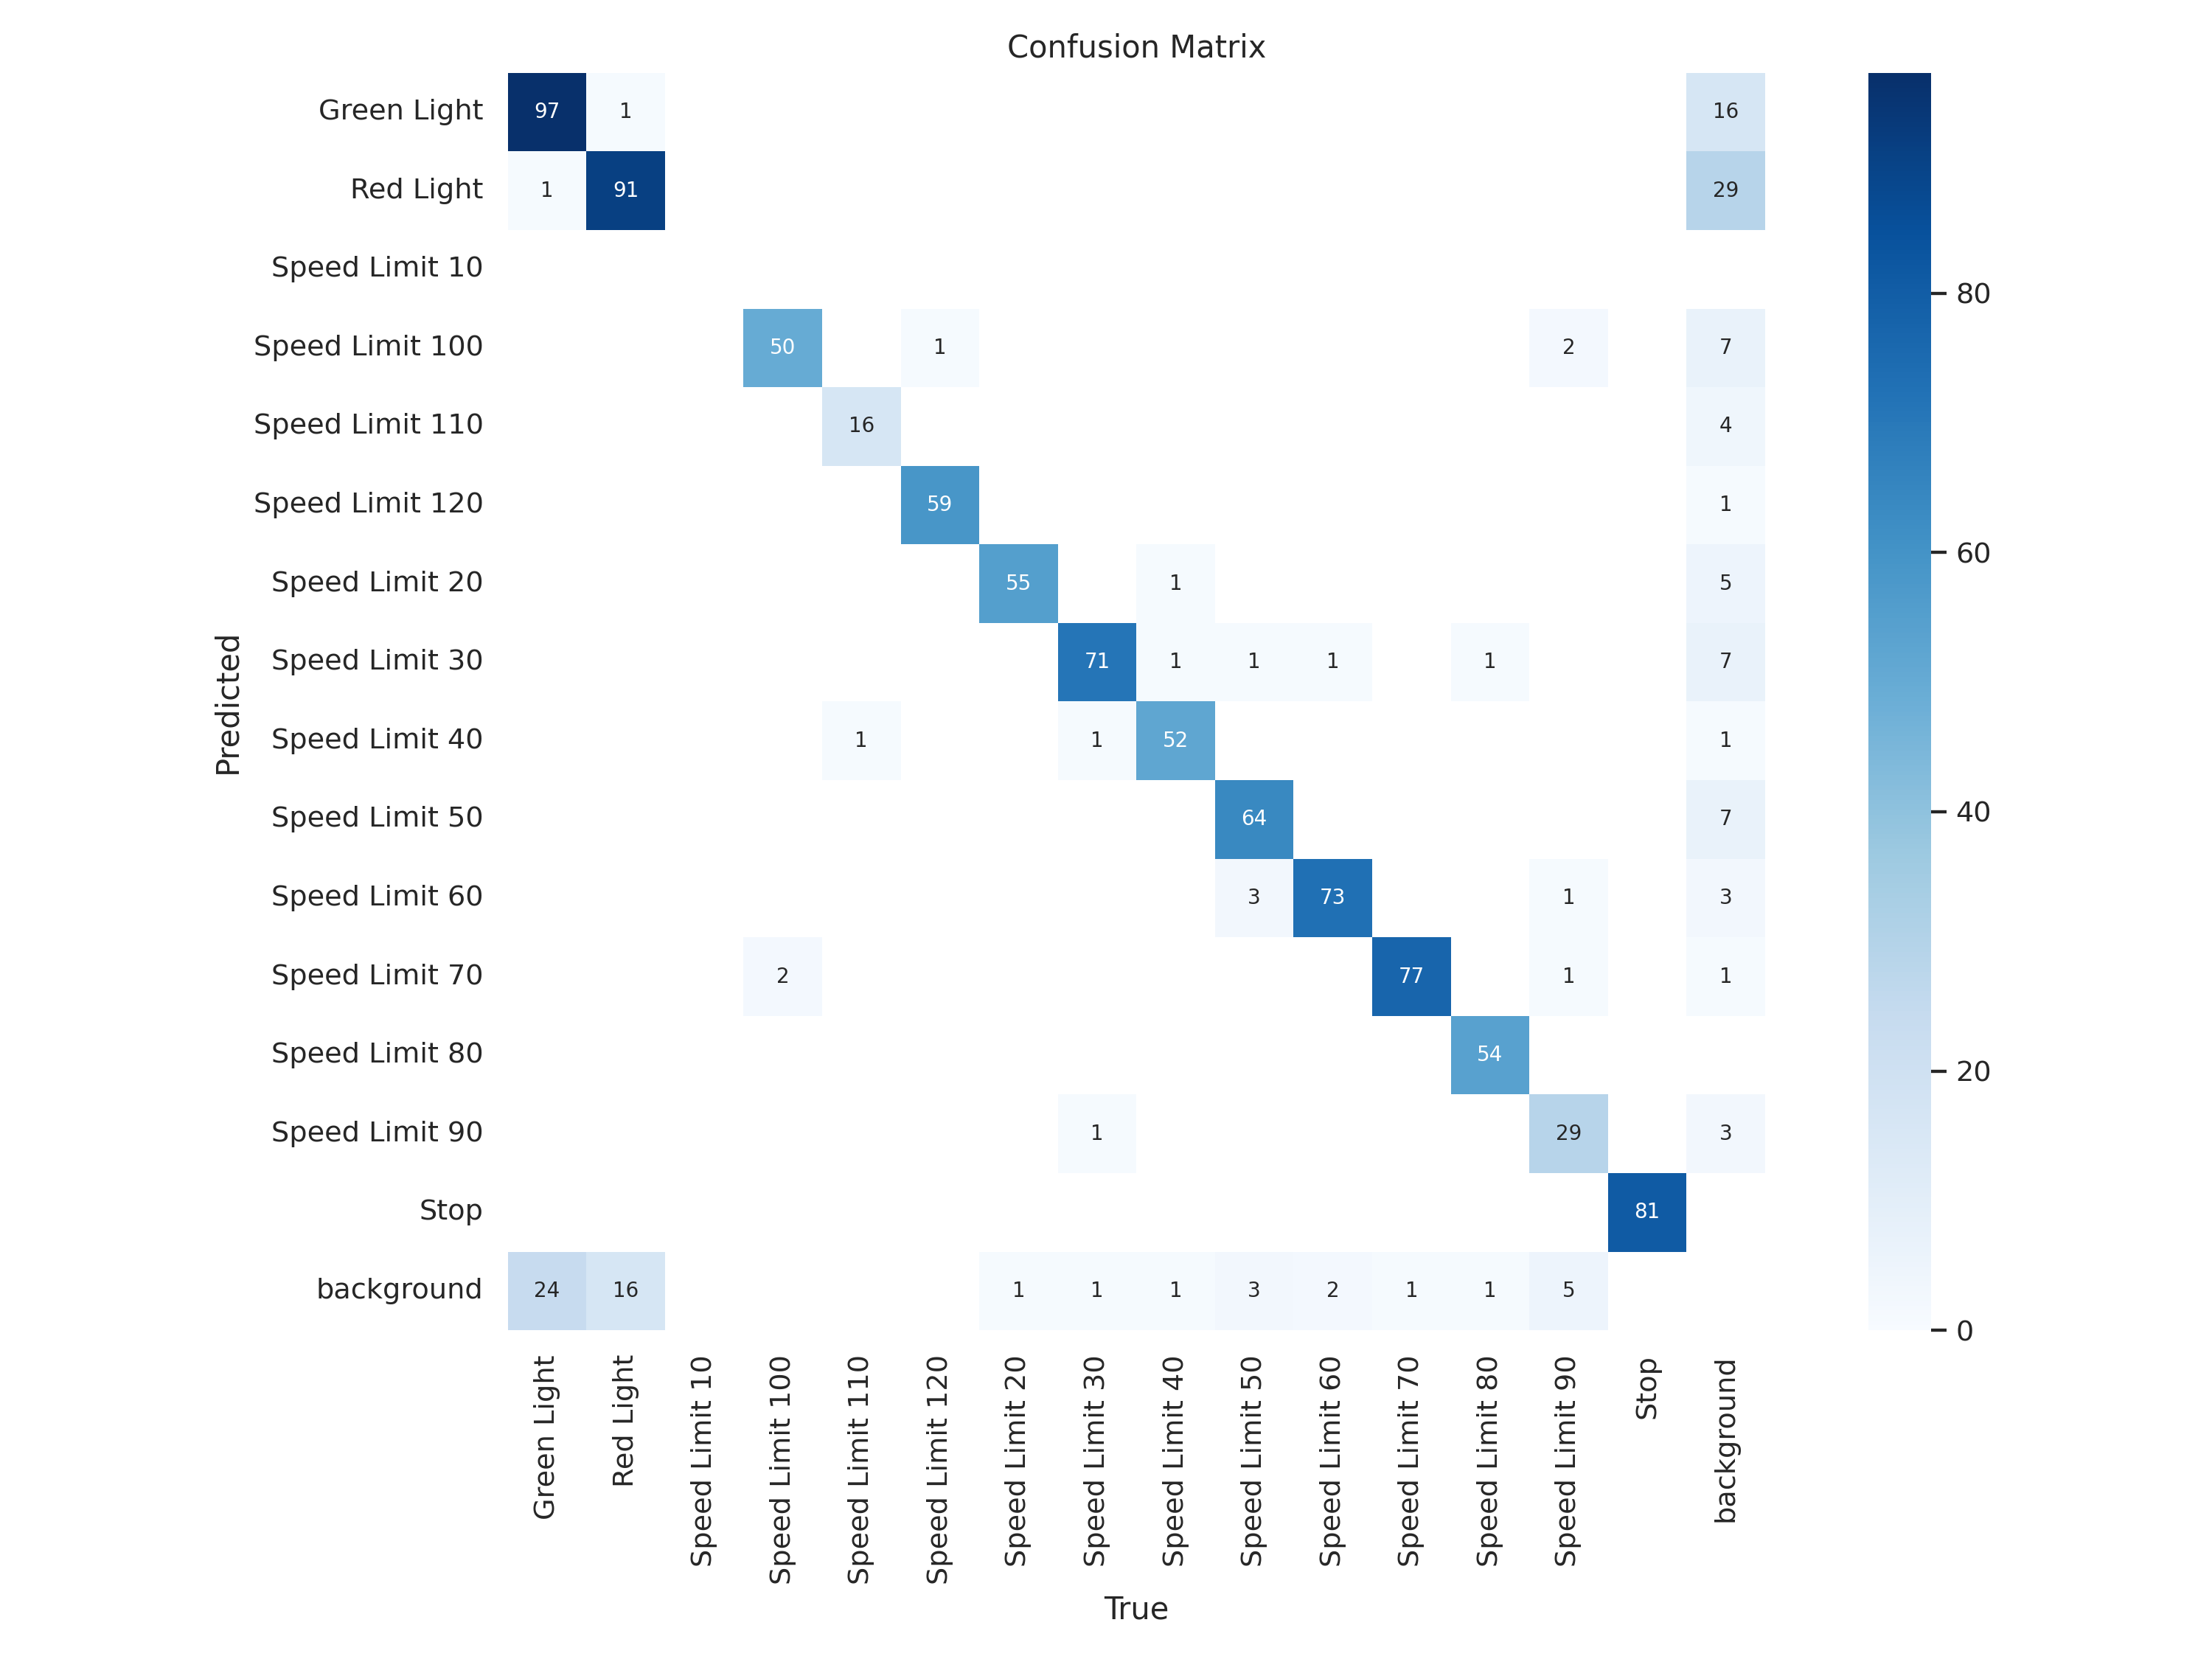 Confusion Matrix
Green Light 97 1 16
Red Light 1 91 29
Speed Limit 10
Speed Limit 100 50 1 2 7
Speed Limit 110 16 4
Speed Limit 120 59 1
Speed Limit 20 55 1 5
Speed Limit 30 71 1 1 1 1 7
Speed Limit 40 1 1 52 1
Speed Limit 50 64 7
Speed Limit 60 3 73 1 3
Speed Limit 70 2 77 1 1
Speed Limit 80 54
Speed Limit 90 1 29 3
Stop 81
background 24 16 1 1 1 3 2 1 1 5
Predicted
Green Light
Red Light
Speed Limit 10
Speed Limit 100
Speed Limit 110
Speed Limit 120
Speed Limit 20
Speed Limit 30
Speed Limit 40
Speed Limit 50
Speed Limit 60
Speed Limit 70
Speed Limit 80
Speed Limit 90
Stop
background
True
80
60
40
20
0